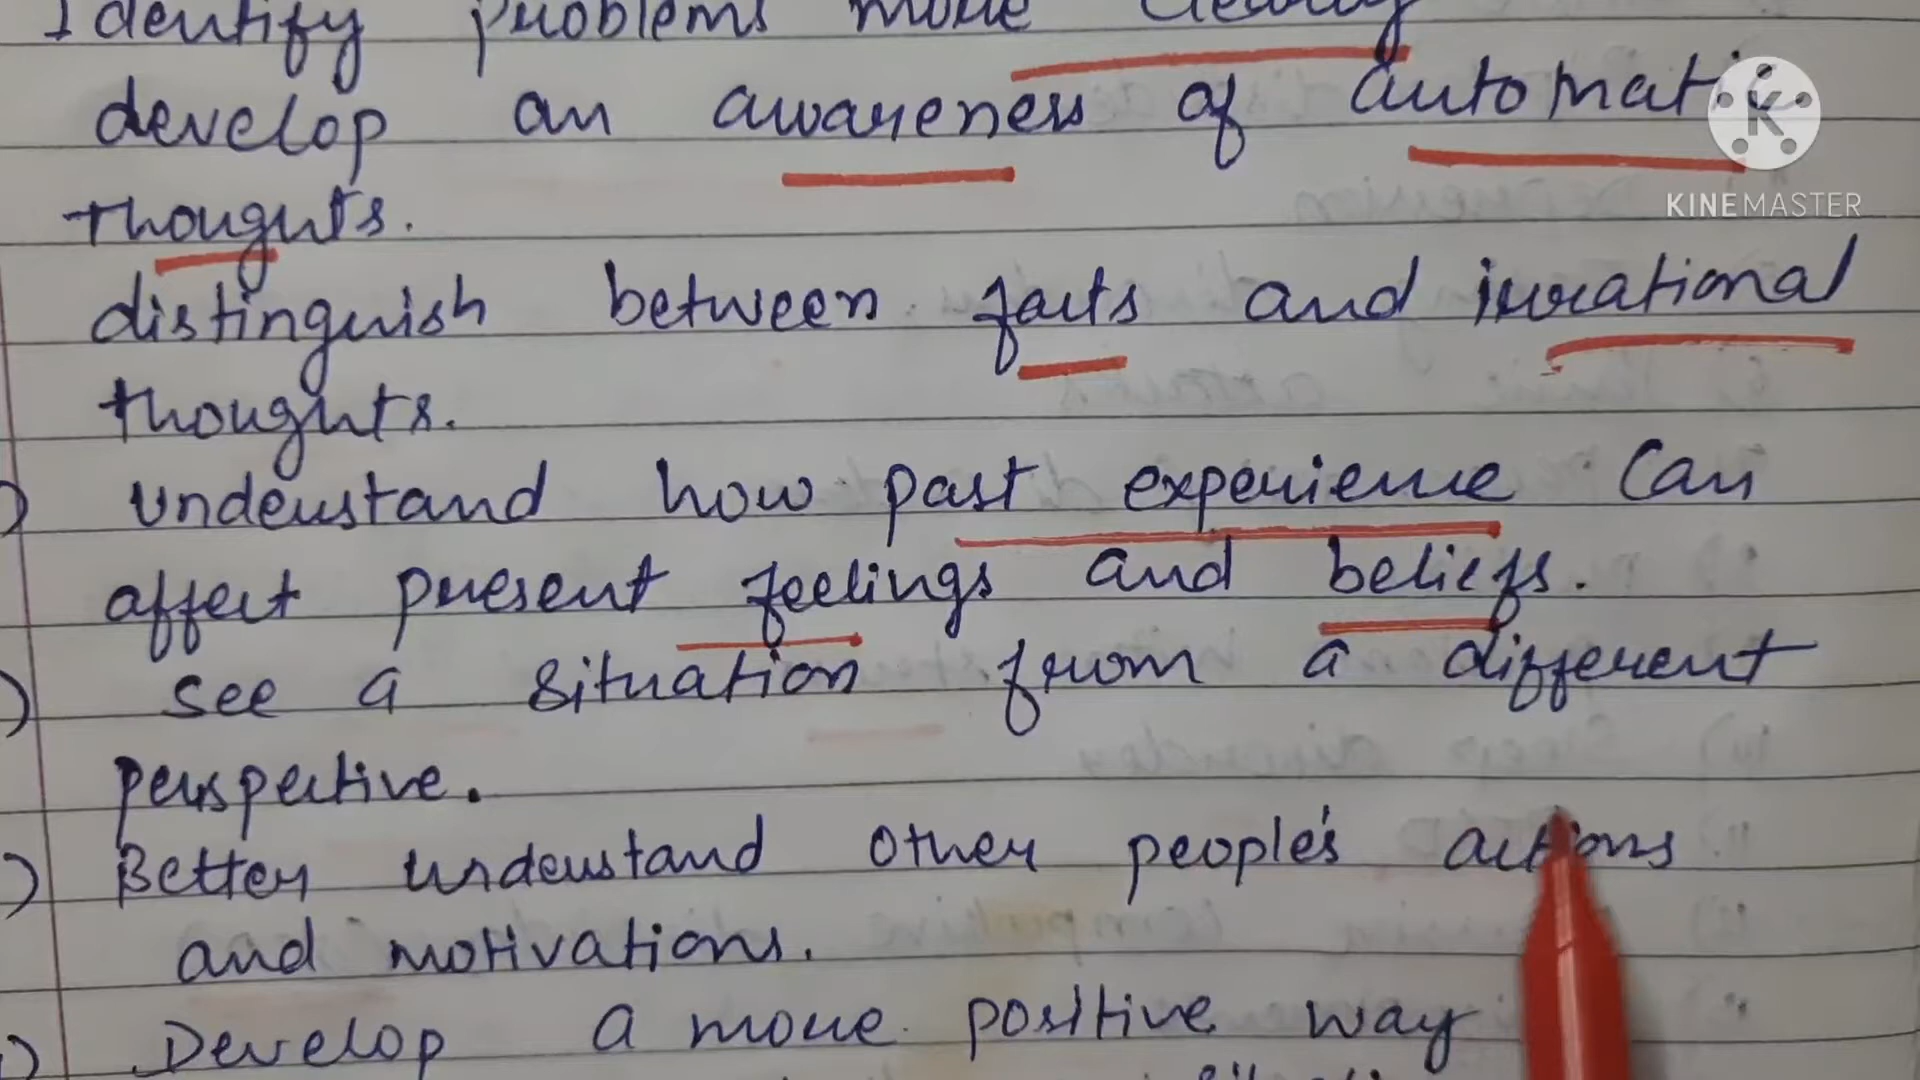 Identify problems more clearly
develop an awareness of automatic
thoughts.
distinguish between facts and irrational
thoughts.
) understand how past experience can
affect present feelings and beliefs.
) see a situation from a different
perspective.
) Better understand other people's actions
and motivations.
) Develop a more positive way
KINEMASTER